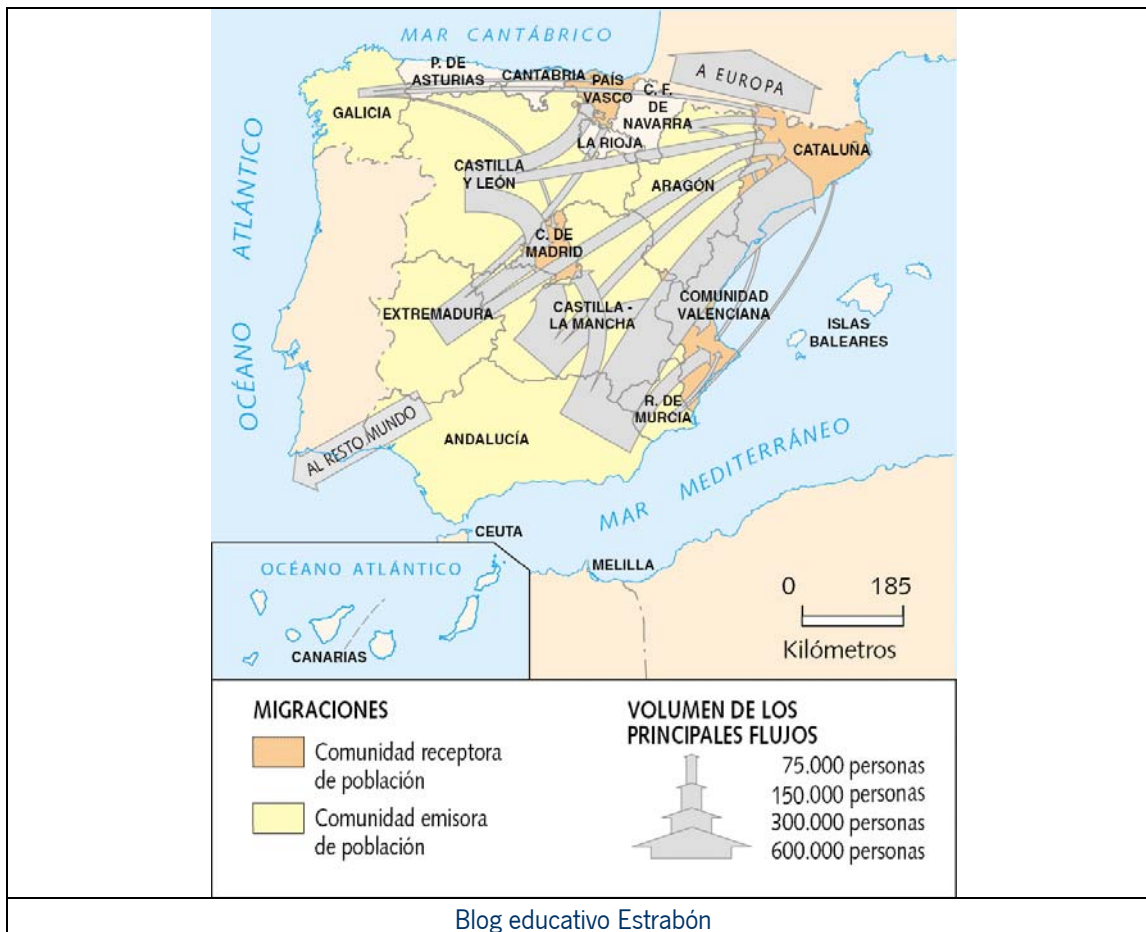 MAR CANTÁBRICO
P. DE
ASTURIAS
CANTABRIA
PAÍS
VASCO
C. F.
DE
NAVARRA
A EUROPA
GALICIA
LA RIOJA
CATALUÑA
CASTILLA
Y LEÓN
ARAGÓN
OCÉANO ATLÁNTICO
C. DE
MADRID
EXTREMADURA
CASTILLA -
LA MANCHA
COMUNIDAD
VALENCIANA
ISLAS
BALEARES
R. DE
MURCIA
ANDALUCÍA
AL RESTO MUNDO
MAR MEDITERRÁNEO
CEUTA
MELILLA
OCÉANO ATLÁNTICO
CANARIAS
0 185
Kilómetros
MIGRACIONES
Comunidad receptora
de población
Comunidad emisora
de población
VOLUMEN DE LOS
PRINCIPALES FLUJOS
75.000 personas
150.000 personas
300.000 personas
600.000 personas
Blog educativo Estrabón